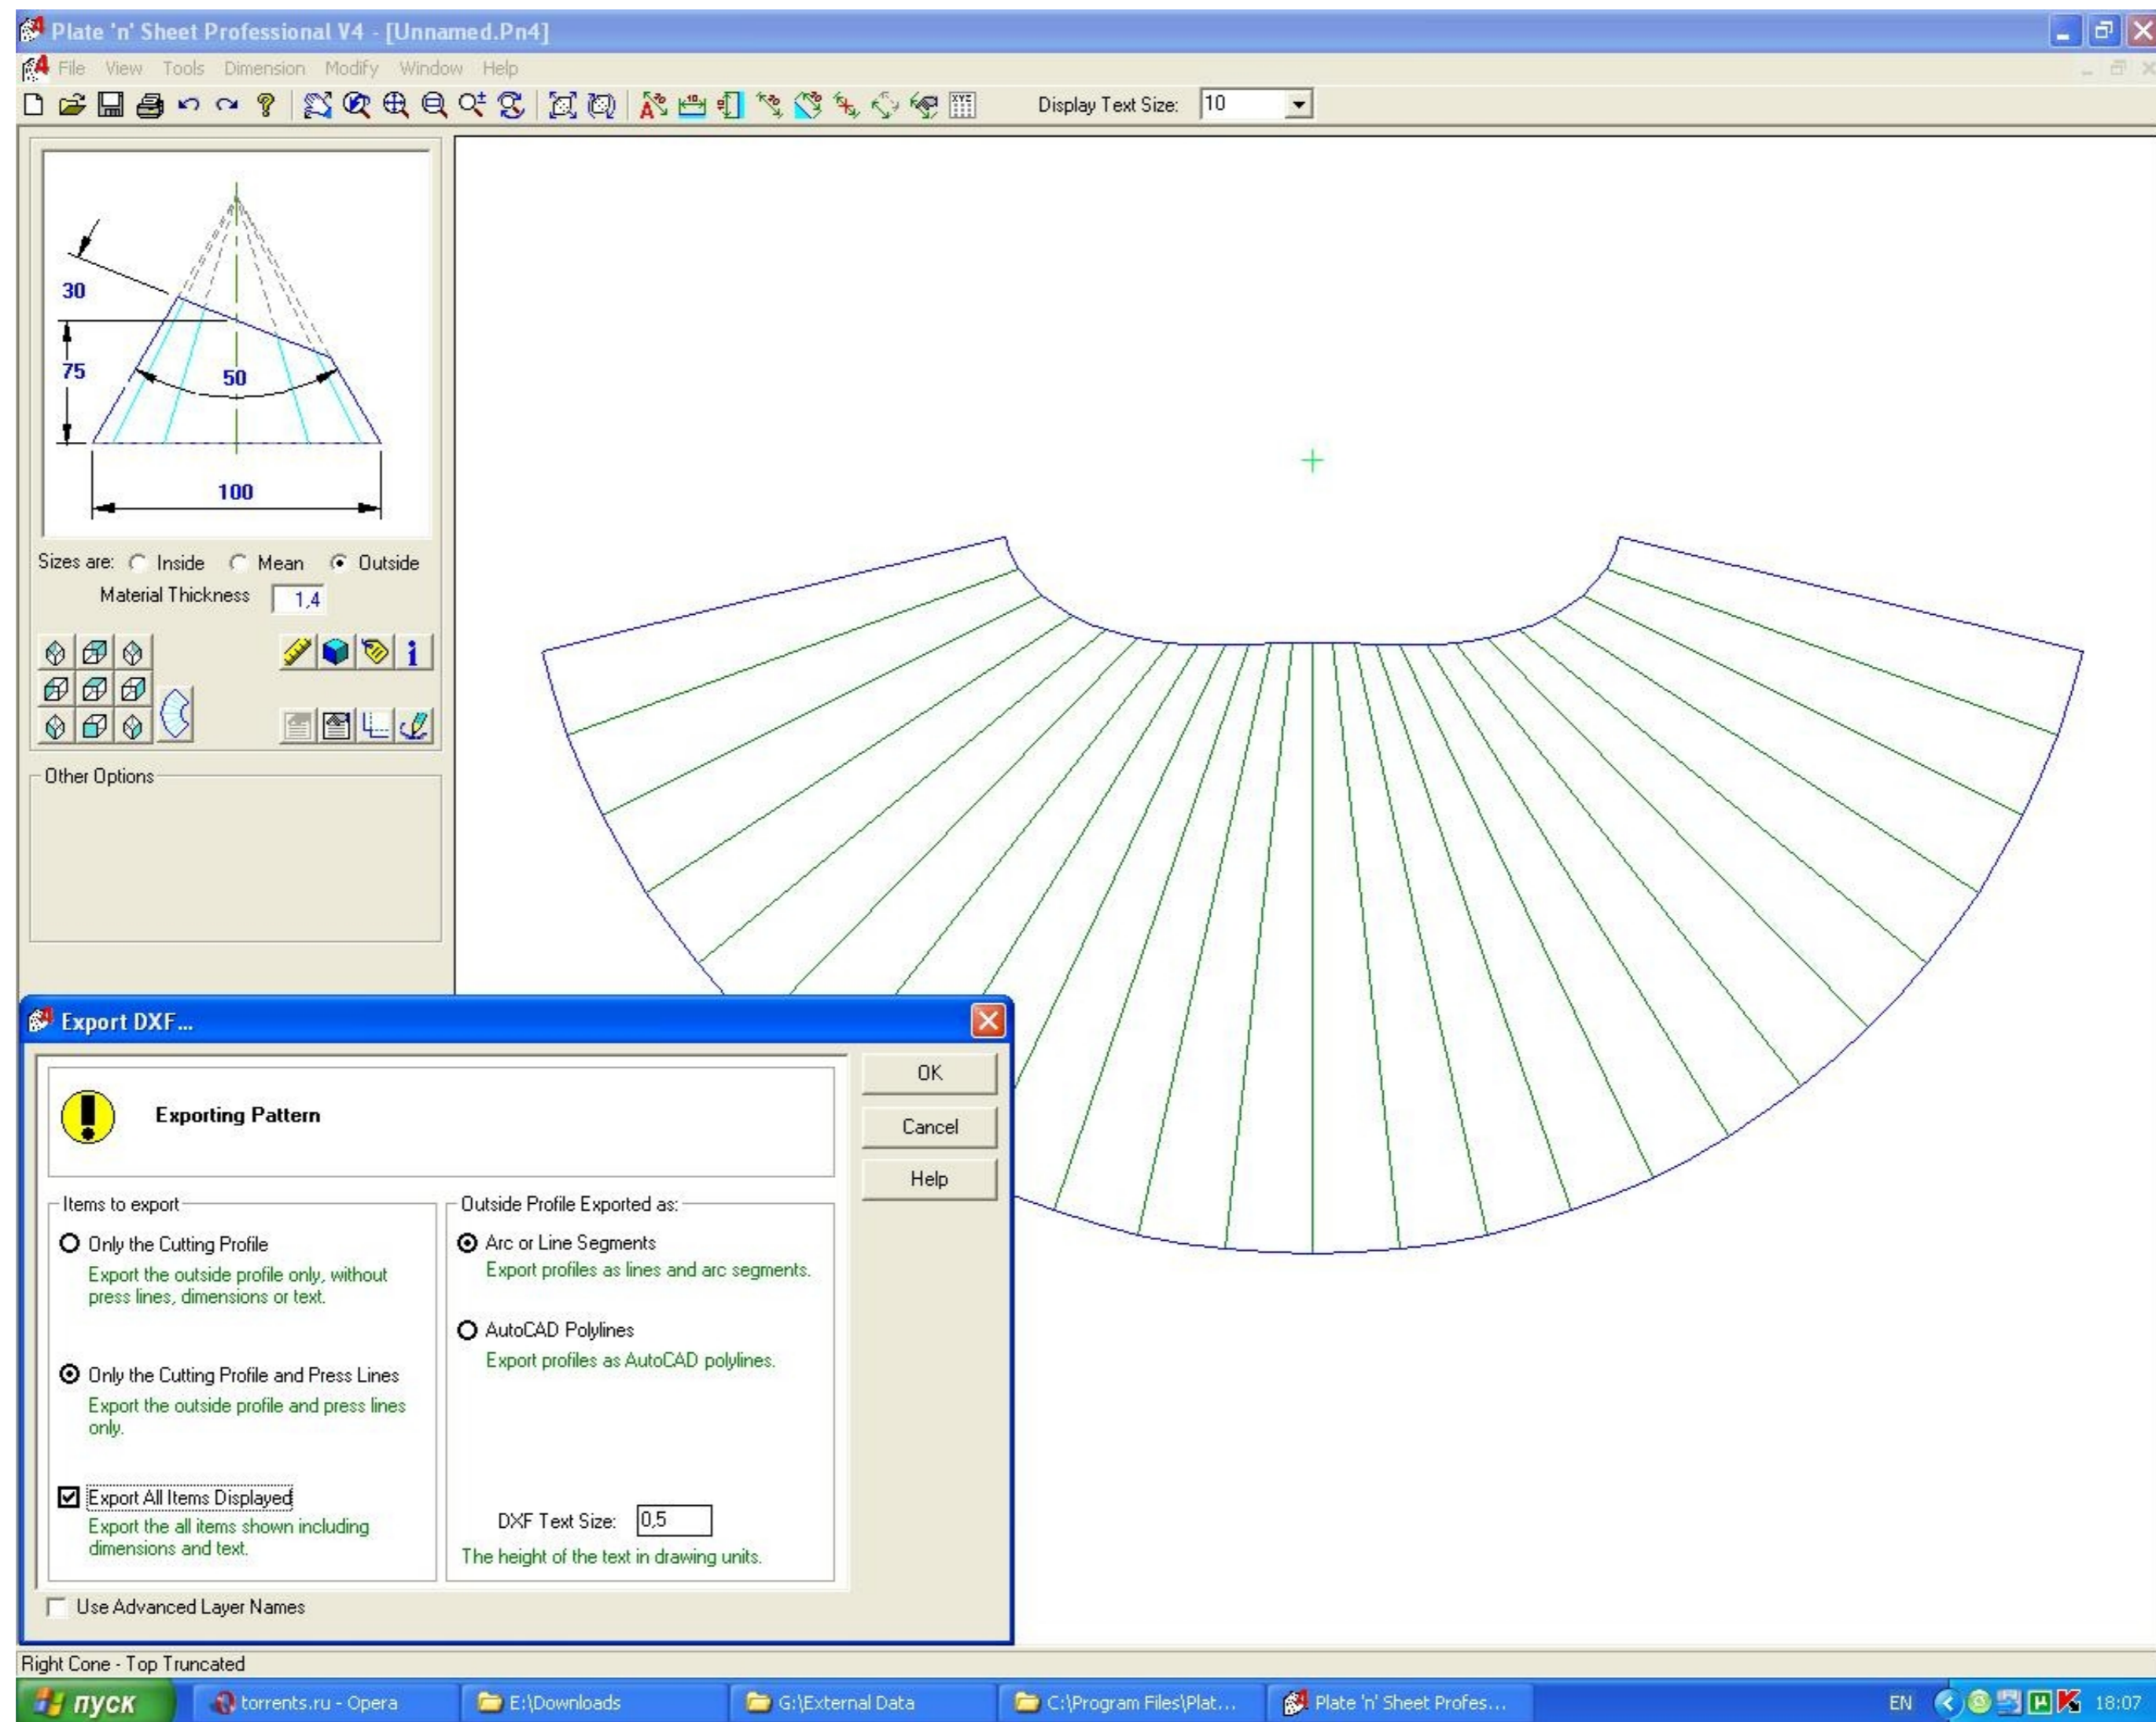 Plate 'n' Sheet Professional V4 - [Unnamed.Pn4]
File View Tools Dimension Modify Window Help
Display Text Size: 10
30
75
50
100
Sizes are: Inside Mean Outside
Material Thickness 1,4
Other Options
Export DXF...
Exporting Pattern
OK
Cancel
Help
Items to export
Only the Cutting Profile
Export the outside profile only, without
press lines, dimensions or text.
Only the Cutting Profile and Press Lines
Export the outside profile and press lines
only.
Export All Items Displayed
Export the all items shown including
dimensions and text.
Outside Profile Exported as:
Arc or Line Segments
Export profiles as lines and arc segments.
AutoCAD Polylines
Export profiles as AutoCAD polylines.
DXF Text Size: 0,5
The height of the text in drawing units.
Use Advanced Layer Names
Right Cone - Top Truncated
пуск torrents.ru - Opera E:\Downloads G:\External Data C:\Program Files\Plat... Plate 'n' Sheet Profes... EN 18:07